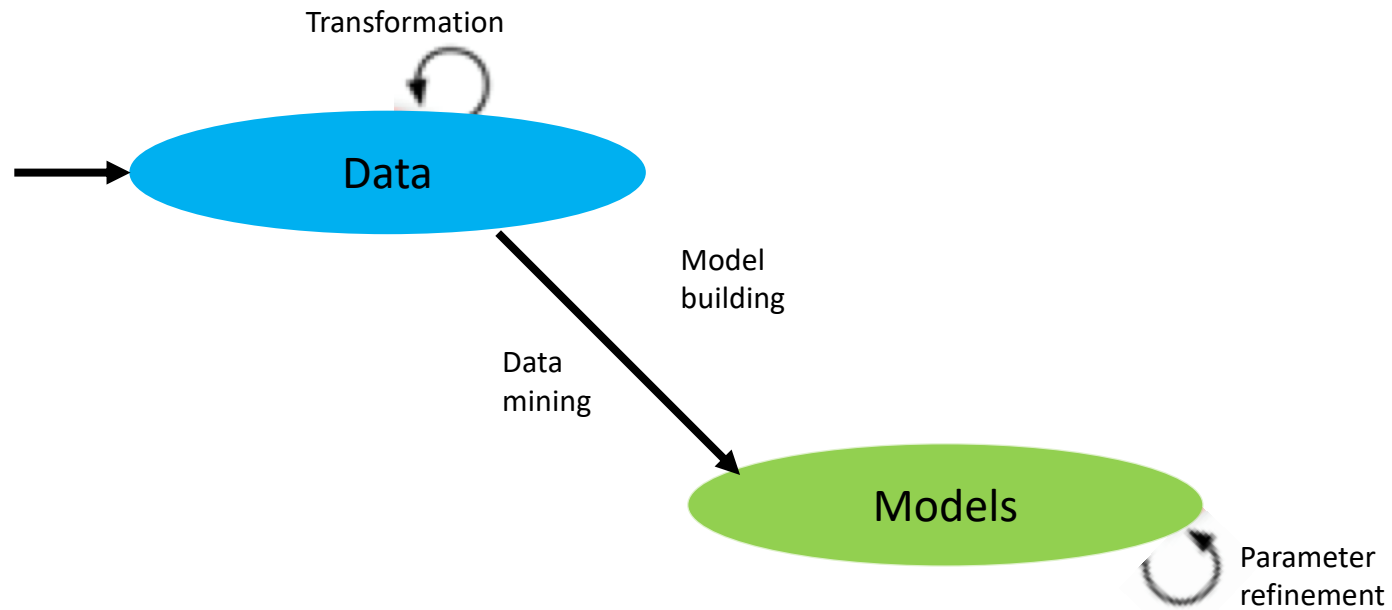 Transformation
Data
Model
building
Data
mining
Models
Parameter
refinement